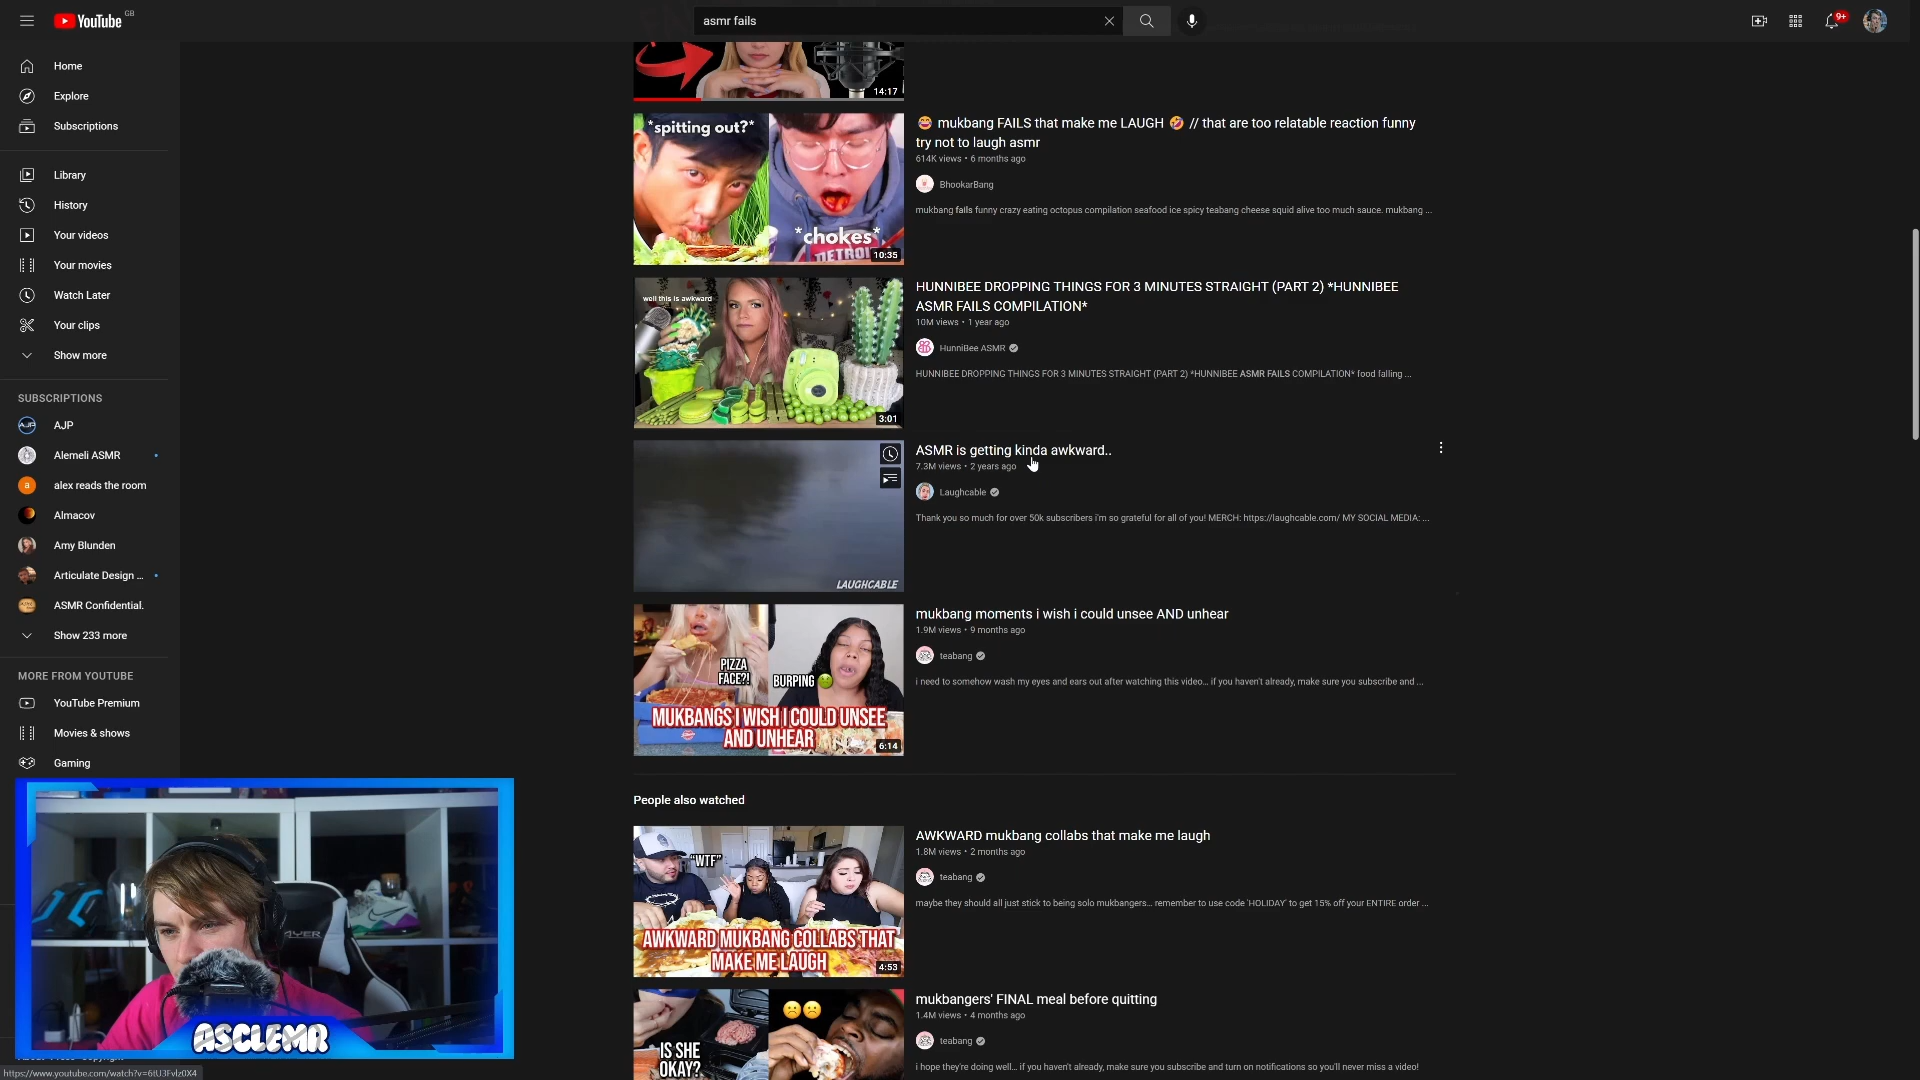 YouTube GB
asmr fails
9+
Home
Explore
Subscriptions
Library
History
Your videos
Your movies
Watch Later
Your clips
Show more
SUBSCRIPTIONS
AJP
Alemeli ASMR
alex reads the room
Almacov
Amy Blunden
Articulate Design ...
ASMR Confidential.
Show 233 more
MORE FROM YOUTUBE
YouTube Premium
Movies & shows
Gaming
ASCLEMR
https://www.youtube.com/watch?v=6tU3FvIz0X4
14:17
*spitting out?*
*chokes*
DETROIT
10:35
😂 mukbang FAILS that make me LAUGH 🤣 // that are too relatable reaction funny
try not to laugh asmr
614K views • 6 months ago
BhookarBang
mukbang fails funny crazy eating octopus compilation seafood ice spicy teabang cheese squid alive too much sauce. mukbang ...
well this is awkward
3:01
HUNNIBEE DROPPING THINGS FOR 3 MINUTES STRAIGHT (PART 2) *HUNNIBEE
ASMR FAILS COMPILATION*
10M views • 1 year ago
HunniBee ASMR
HUNNIBEE DROPPING THINGS FOR 3 MINUTES STRAIGHT (PART 2) *HUNNIBEE ASMR FAILS COMPILATION* food falling ...
LAUGHCABLE
ASMR is getting kinda awkward..
7.3M views • 2 years ago
Laughcable
Thank you so much for over 50k subscribers i'm so grateful for all of you! MERCH: https://laughcable.com/ MY SOCIAL MEDIA: ...
PIZZA
FACE?!
BURPING 🤢
MUKBANGS I WISH I COULD UNSEE
AND UNHEAR
6:14
mukbang moments i wish i could unsee AND unhear
1.9M views • 9 months ago
teabang
i need to somehow wash my eyes and ears out after watching this video... if you haven't already, make sure you subscribe and ...
People also watched
"WTF"
AWKWARD MUKBANG COLLABS THAT
MAKE ME LAUGH
4:53
AWKWARD mukbang collabs that make me laugh
1.8M views • 2 months ago
teabang
maybe they should all just stick to being solo mukbangers... remember to use code 'HOLIDAY' to get 15% off your ENTIRE order ...
IS SHE
OKAY?
mukbangers' FINAL meal before quitting
1.4M views • 4 months ago
teabang
i hope they're doing well... if you haven't already, make sure you subscribe and turn on notifications so you'll never miss a video!